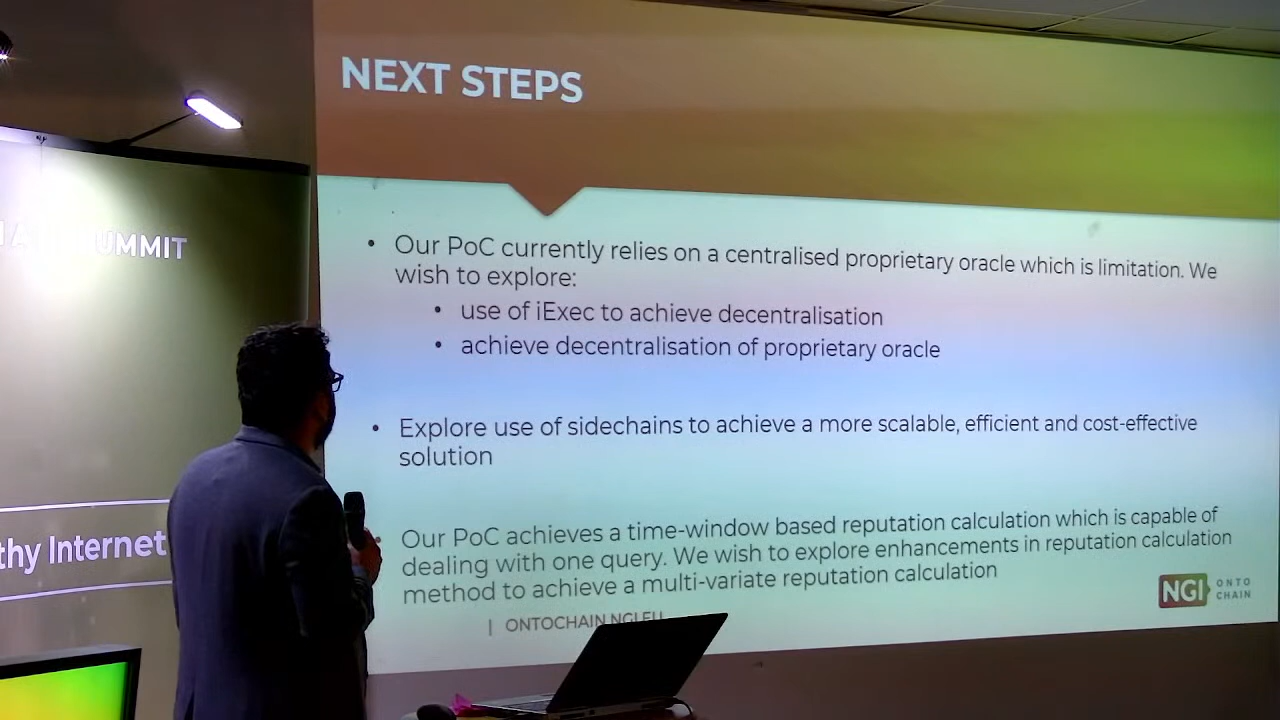 NEXT STEPS
UMMIT
thy Internet
• Our PoC currently relies on a centralised proprietary oracle which is limitation. We
wish to explore:
• use of iExec to achieve decentralisation
• achieve decentralisation of proprietary oracle
• Explore use of sidechains to achieve a more scalable, efficient and cost-effective
solution
Our PoC achieves a time-window based reputation calculation which is capable of
dealing with one query. We wish to explore enhancements in reputation calculation
method to achieve a multi-variate reputation calculation
NGI ONTO
CHAIN
| ONTOCHAIN.NGI.EU